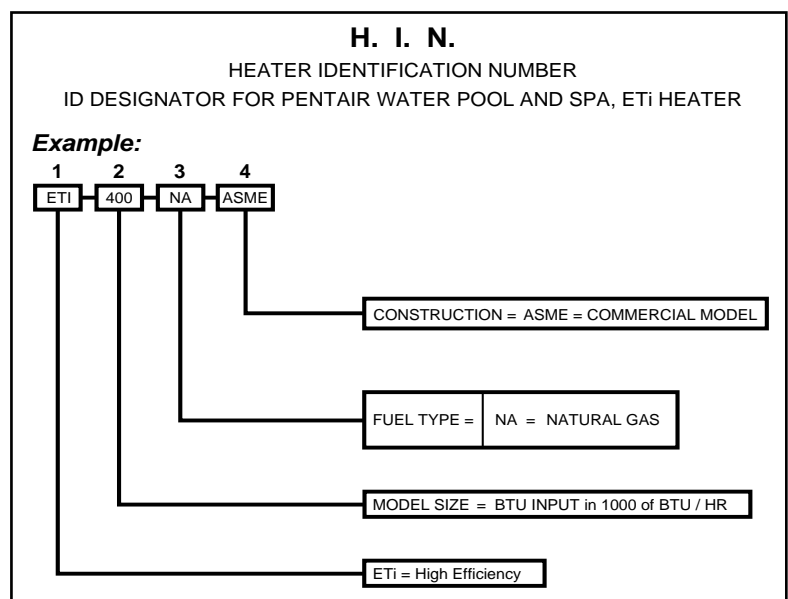 H. I. N.
HEATER IDENTIFICATION NUMBER
ID DESIGNATOR FOR PENTAIR WATER POOL AND SPA, ETi HEATER
Example:
1 2 3 4
ETI 400 NA ASME
CONSTRUCTION = ASME = COMMERCIAL MODEL
FUEL TYPE = NA = NATURAL GAS
MODEL SIZE = BTU INPUT in 1000 of BTU / HR
ETi = High Efficiency